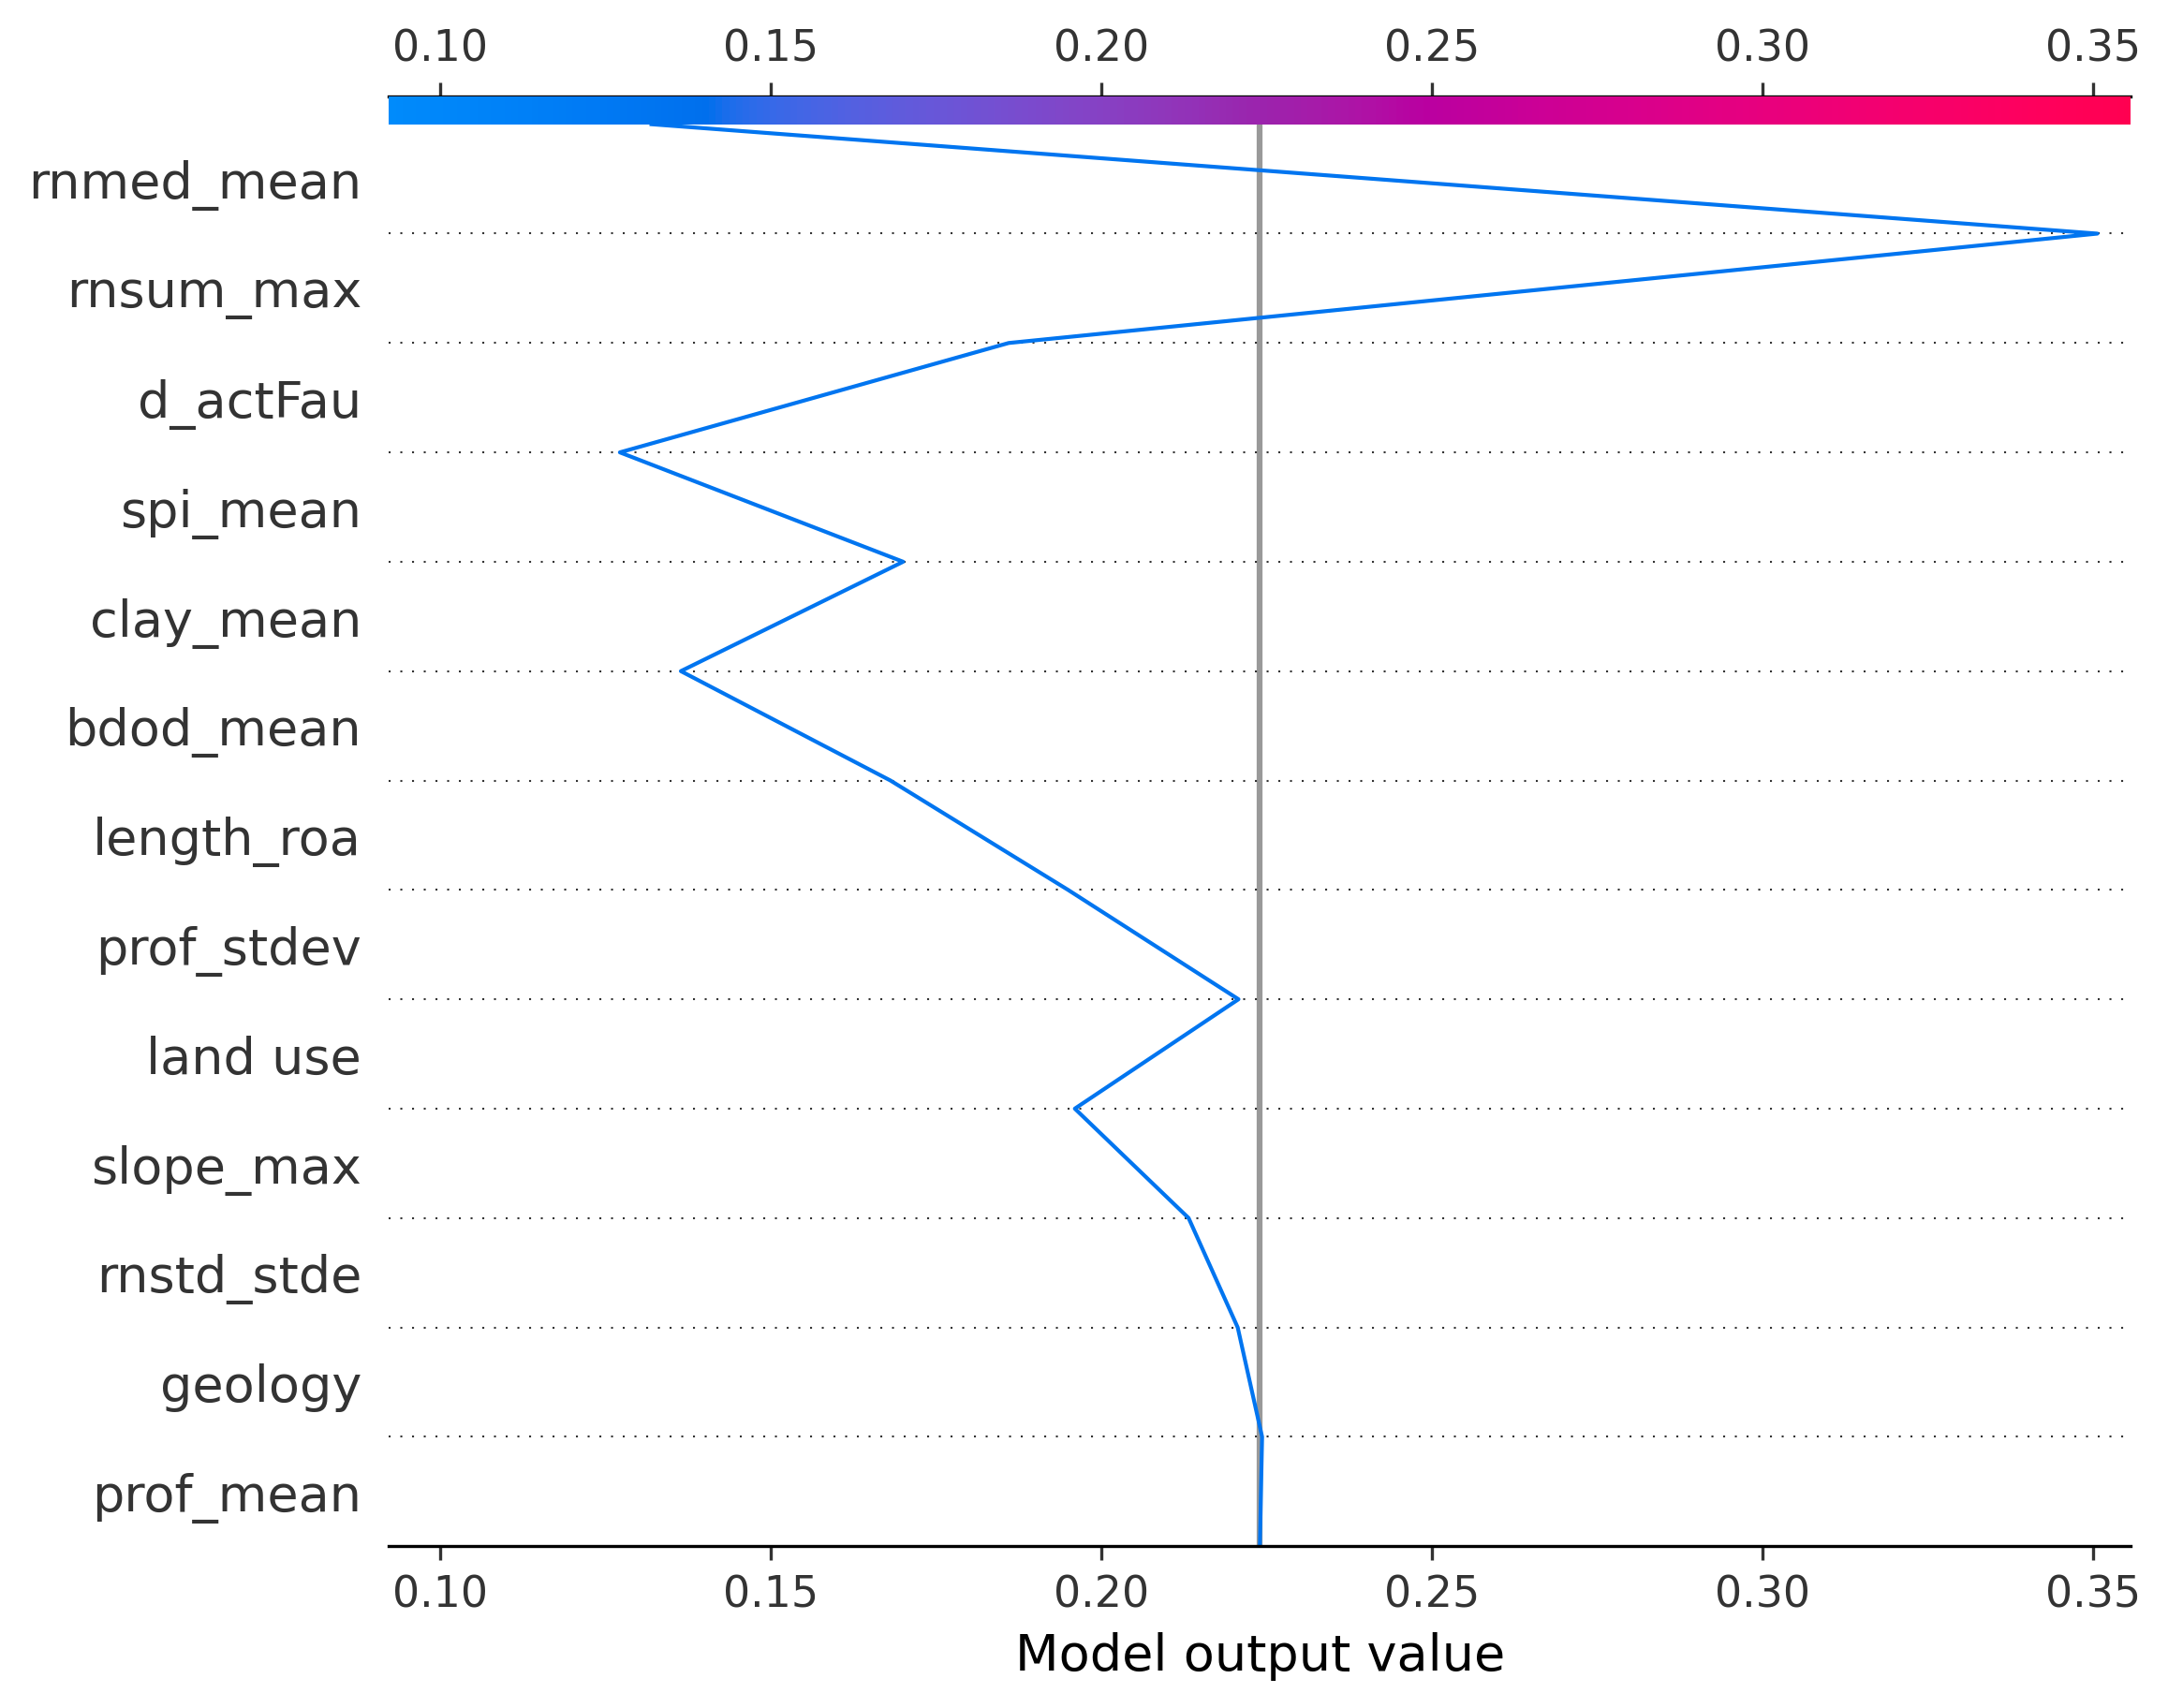 0.10 0.15 0.20 0.25 0.30 0.35
rnmed_mean
rnsum_max
d_actFau
spi_mean
clay_mean
bdod_mean
length_roa
prof_stdev
land use
slope_max
rnstd_stde
geology
prof_mean
0.10 0.15 0.20 0.25 0.30 0.35
Model output value